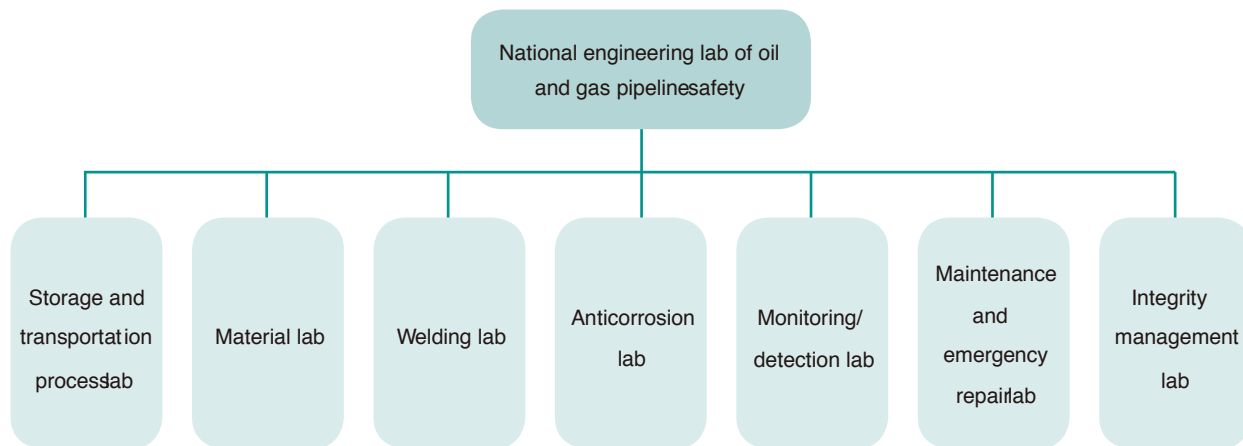 National engineering lab of oil
and gas pipelinesafety
Storage and
transportation
processlab
Material lab
Welding lab
Anticorrosion
lab
Monitoring/
detection lab
Maintenance
and
emergency
repairlab
Integrity
management
lab